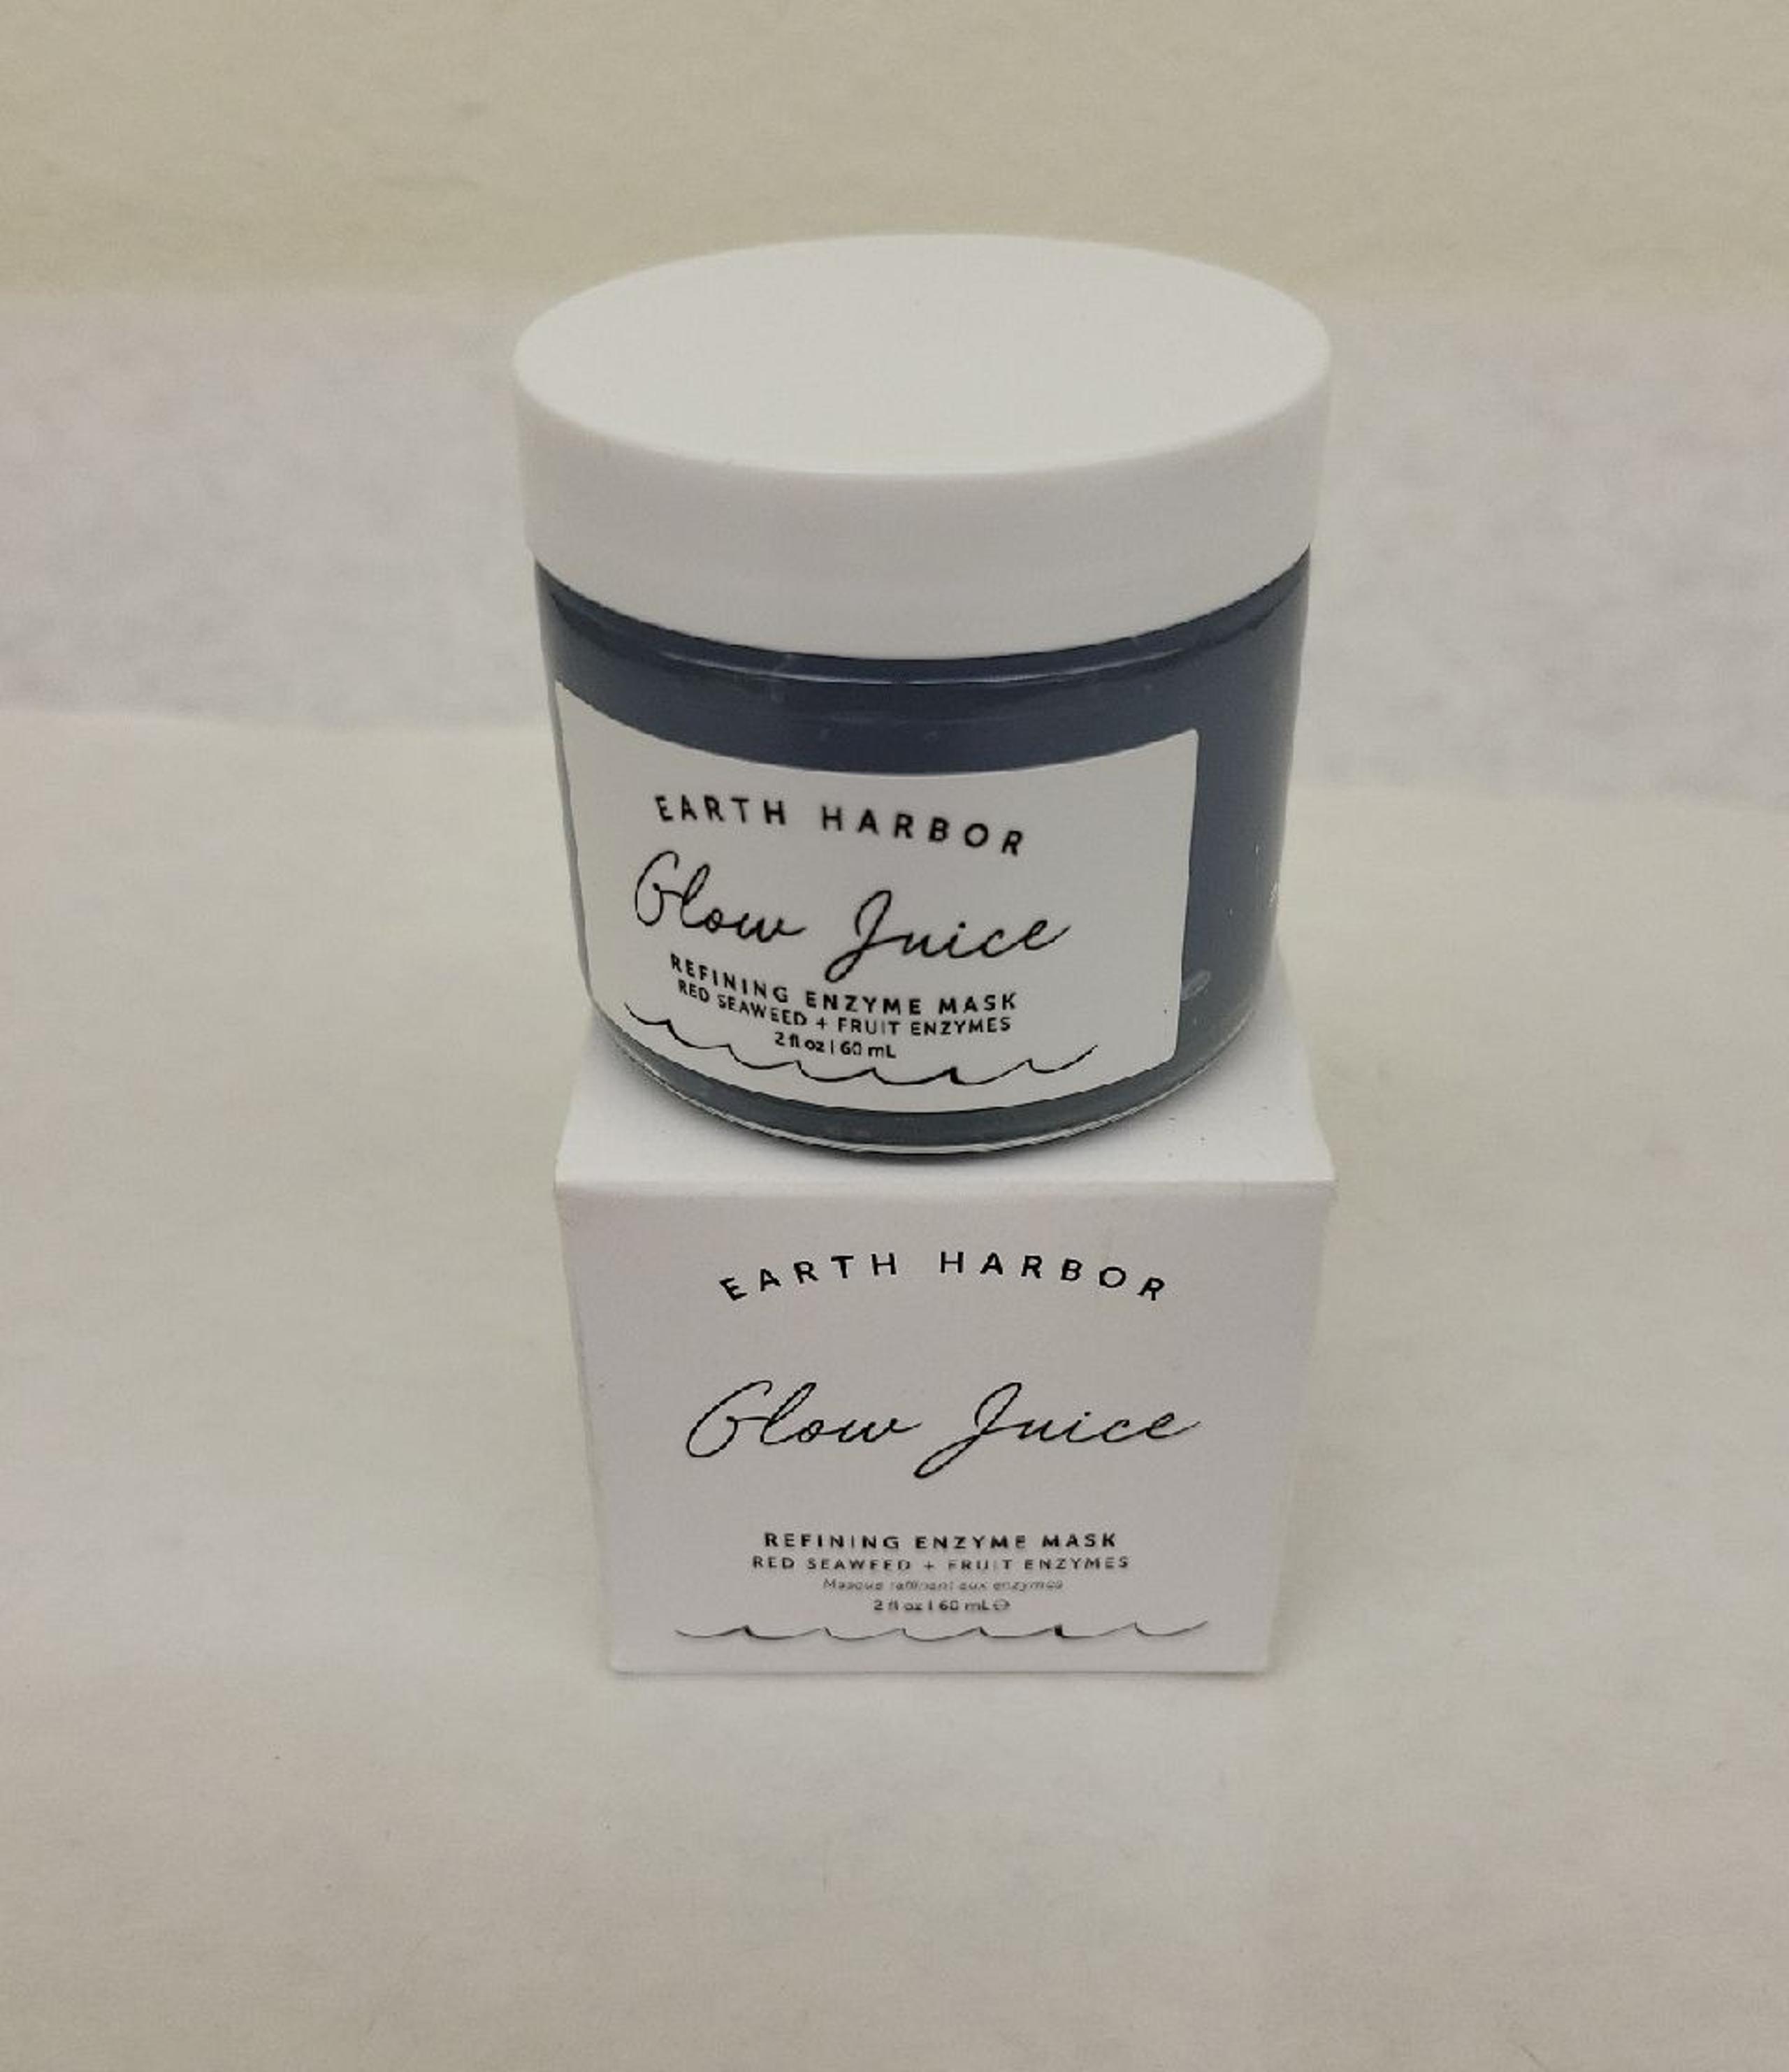 EARTH HARBOR
Glow Juice
REFINING ENZYME MASK
RED SEAWEED + FRUIT ENZYMES
2 fl oz | 60 mL
EARTH HARBOR
Glow Juice
REFINING ENZYME MASK
RED SEAWEED + FRUIT ENZYMES
Masque raffinant aux enzymes
2 fl oz | 60 mL ℮